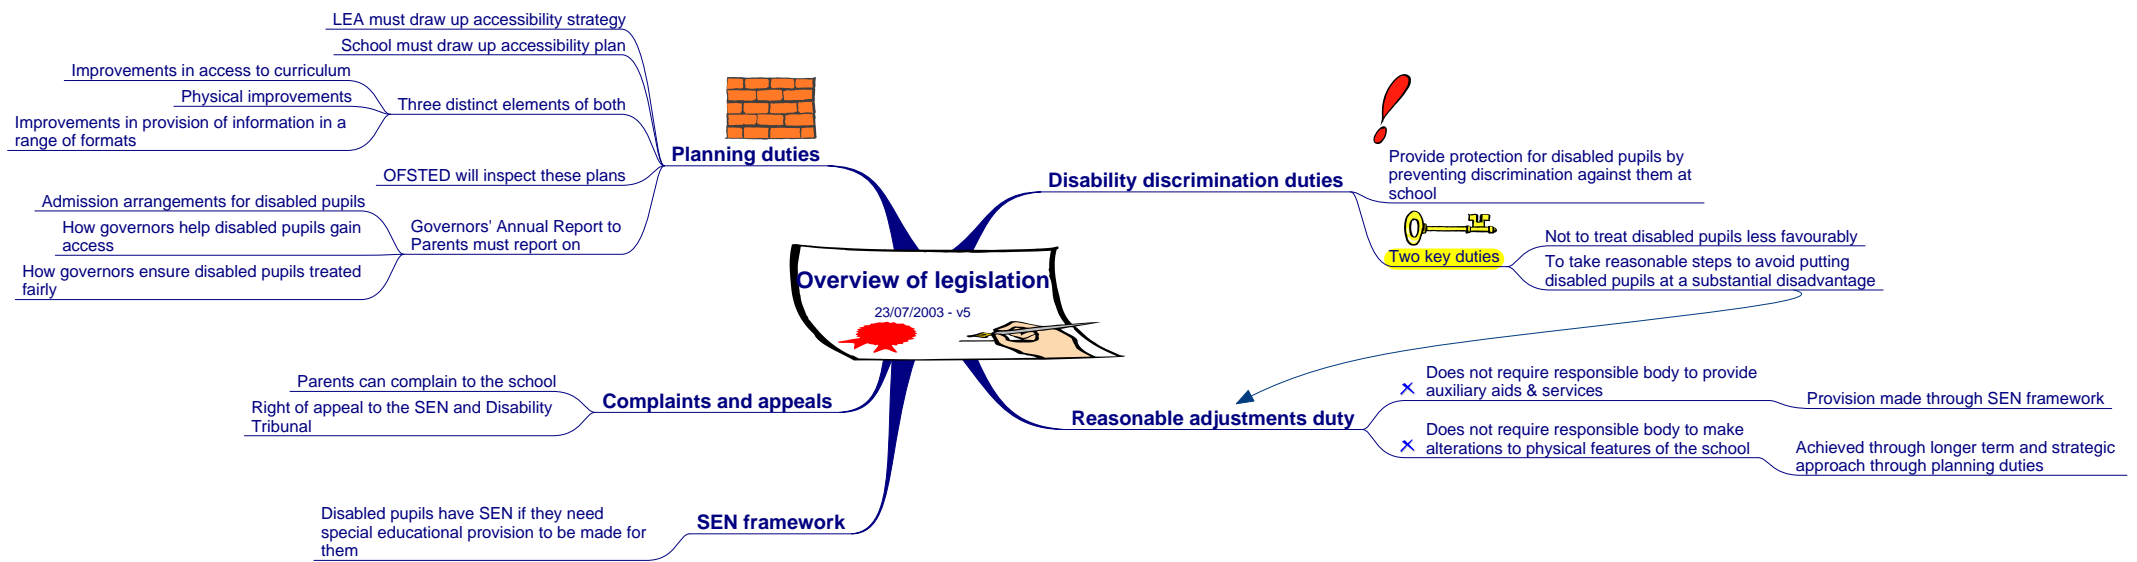 Overview of legislation
23/07/2003 - v5
Disability discrimination duties
Provide protection for disabled pupils by
preventing discrimination against them at
school
Two key duties
Not to treat disabled pupils less favourably
To take reasonable steps to avoid putting
disabled pupils at a substantial disadvantage
Reasonable adjustments duty
Does not require responsible body to provide
auxiliary aids & services
Provision made through SEN framework
Does not require responsible body to make
alterations to physical features of the school
Achieved through longer term and strategic
approach through planning duties
Planning duties
LEA must draw up accessibility strategy
School must draw up accessibility plan
Three distinct elements of both
Improvements in access to curriculum
Physical improvements
Improvements in provision of information in a
range of formats
OFSTED will inspect these plans
Governors' Annual Report to
Parents must report on
Admission arrangements for disabled pupils
How governors help disabled pupils gain
access
How governors ensure disabled pupils treated
fairly
Complaints and appeals
Parents can complain to the school
Right of appeal to the SEN and Disability
Tribunal
SEN framework
Disabled pupils have SEN if they need
special educational provision to be made for
them